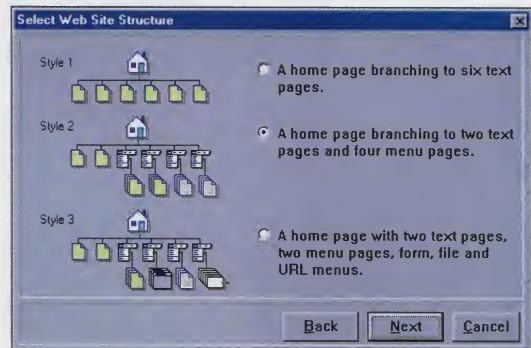 Select Web Site Structure
Style 1
A home page branching to six text
pages.
Style 2
A home page branching to two text
pages and four menu pages.
Style 3
A home page with two text pages,
two menu pages, form, file and
URL menus.
Back Next Cancel